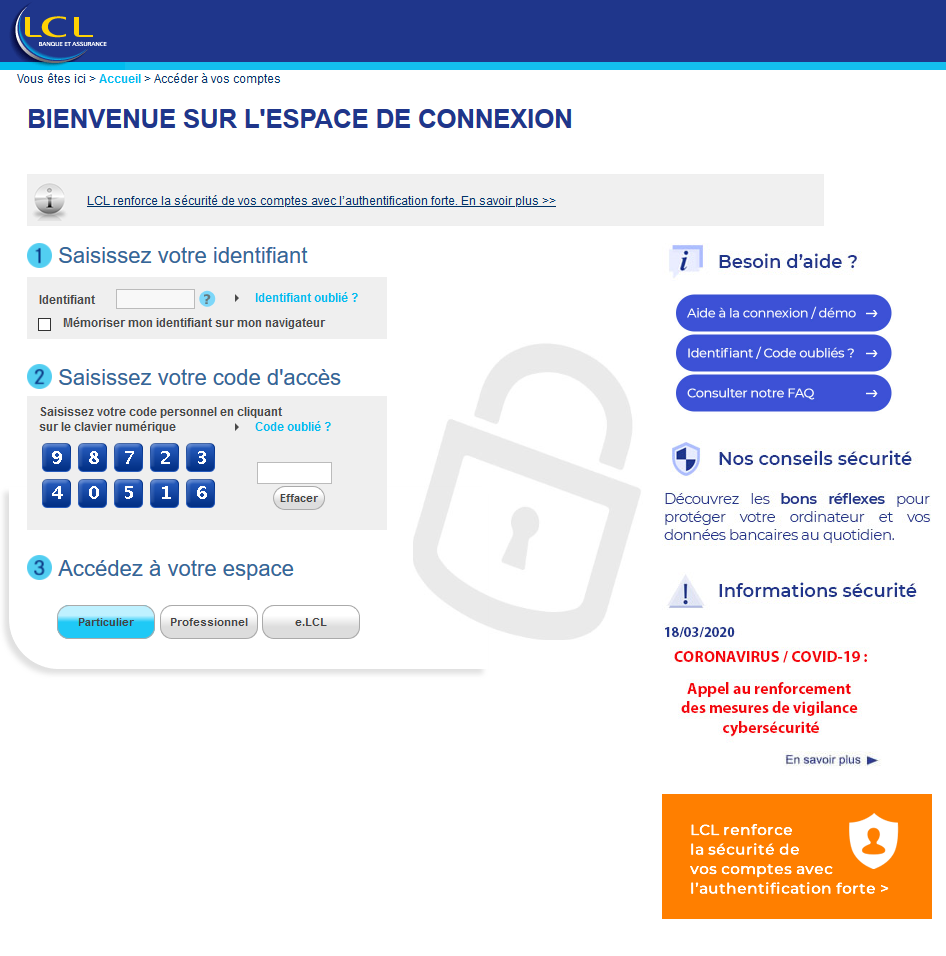 LCL
BANQUE ET ASSURANCE
Vous êtes ici > Accueil > Accéder à vos comptes
BIENVENUE SUR L'ESPACE DE CONNEXION
i
LCL renforce la sécurité de vos comptes avec l'authentification forte. En savoir plus >>
1 Saisissez votre identifiant
Identifiant ? Identifiant oublié ?
Mémoriser mon identifiant sur mon navigateur
2 Saisissez votre code d'accès
Saisissez votre code personnel en cliquant
sur le clavier numérique Code oublié ?
9 8 7 2 3
4 0 5 1 6
Effacer
3 Accédez à votre espace
Particulier Professionnel e.LCL
i Besoin d'aide ?
Aide à la connexion / démo →
Identifiant / Code oubliés ? →
Consulter notre FAQ →
Nos conseils sécurité
Découvrez les bons réflexes pour
protéger votre ordinateur et vos
données bancaires au quotidien.
! Informations sécurité
18/03/2020
CORONAVIRUS / COVID-19 :
Appel au renforcement
des mesures de vigilance
cybersécurité
En savoir plus ►
LCL renforce
la sécurité de
vos comptes avec
l'authentification forte >